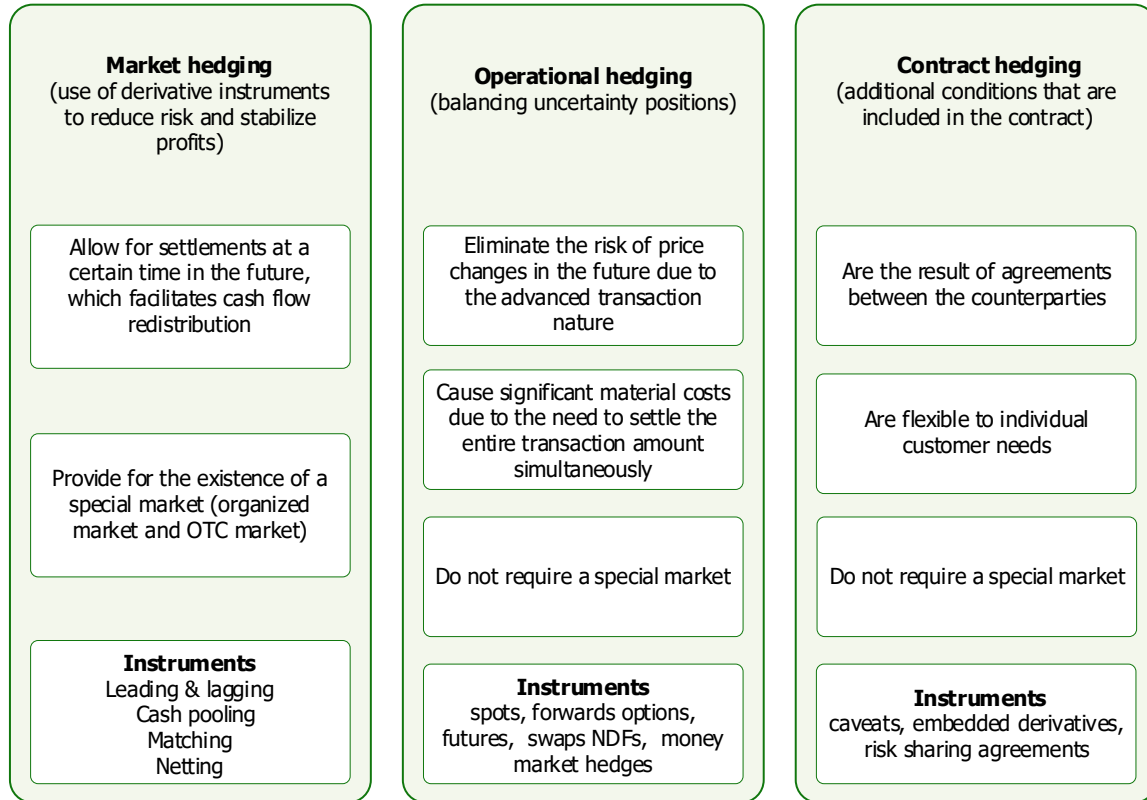 Market hedging
(use of derivative instruments
to reduce risk and stabilize
profits)
Allow for settlements at a
certain time in the future,
which facilitates cash flow
redistribution
Provide for the existence of a
special market (organized
market and OTC market)
Instruments
Leading & lagging
Cash pooling
Matching
Netting
Operational hedging
(balancing uncertainty positions)
Eliminate the risk of price
changes in the future due to
the advanced transaction
nature
Cause significant material costs
due to the need to settle the
entire transaction amount
simultaneously
Do not require a special market
Instruments
spots, forwards options,
futures, swaps NDFs, money
market hedges
Contract hedging
(additional conditions that are
included in the contract)
Are the result of agreements
between the counterparties
Are flexible to individual
customer needs
Do not require a special market
Instruments
caveats, embedded derivatives,
risk sharing agreements